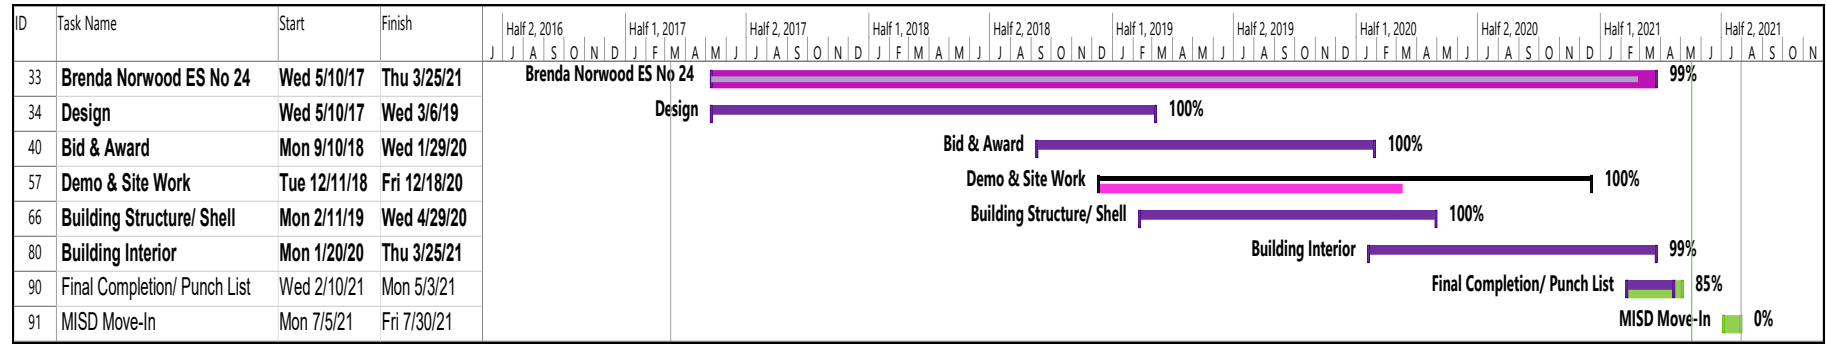 ID Task Name Start Finish Half 2, 2016 Half 1, 2017 Half 2, 2017 Half 1, 2018 Half 2, 2018 Half 1, 2019 Half 2, 2019 Half 1, 2020 Half 2, 2020 Half 1, 2021 Half 2, 2021
J J A S O N D J F M A M J J A S O N D J F M A M J J A S O N D J F M A M J J A S O N D J F M A M J J A S O N D J F M A M J J A S O N
33 Brenda Norwood ES No 24 Wed 5/10/17 Thu 3/25/21 Brenda Norwood ES No 24 99%
34 Design Wed 5/10/17 Wed 3/6/19 Design 100%
40 Bid & Award Mon 9/10/18 Wed 1/29/20 Bid & Award 100%
57 Demo & Site Work Tue 12/11/18 Fri 12/18/20 Demo & Site Work 100%
66 Building Structure/ Shell Mon 2/11/19 Wed 4/29/20 Building Structure/ Shell 100%
80 Building Interior Mon 1/20/20 Thu 3/25/21 Building Interior 99%
90 Final Completion/ Punch List Wed 2/10/21 Mon 5/3/21 Final Completion/ Punch List 85%
91 MISD Move-In Mon 7/5/21 Fri 7/30/21 MISD Move-In 0%